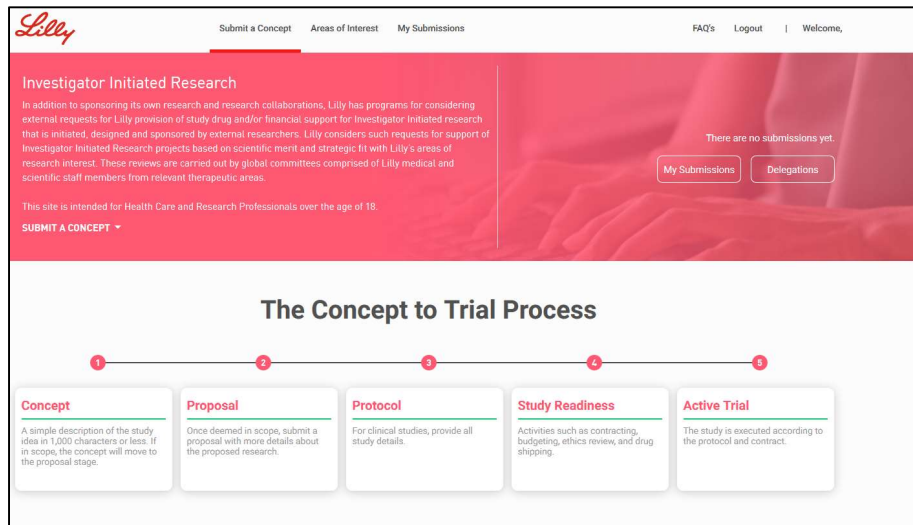 Lilly
Submit a Concept Areas of Interest My Submissions FAQ's Logout | Welcome,
Investigator Initiated Research
In addition to sponsoring its own research and research collaborations, Lilly has programs for considering
external requests for Lilly provision of study drug and/or financial support for Investigator Initiated research
that is initiated, designed and sponsored by external researchers. Lilly considers such requests for support of
Investigator Initiated Research projects based on scientific merit and strategic fit with Lilly's areas of
research interest. These reviews are carried out by global committees comprised of Lilly medical and
scientific staff members from relevant therapeutic areas.
This site is intended for Health Care and Research Professionals over the age of 18.
SUBMIT A CONCEPT
There are no submissions yet.
My Submissions Delegations
The Concept to Trial Process
1 2 3 4 5
Concept
A simple description of the study
idea in 1,000 characters or less. If
in scope, the concept will move to
the proposal stage.
Proposal
Once deemed in scope, submit a
proposal with more details about
the proposed research.
Protocol
For clinical studies, provide all
study details.
Study Readiness
Activities such as contracting,
budgeting, ethics review, and drug
shipping.
Active Trial
The study is executed according to
the protocol and contract.